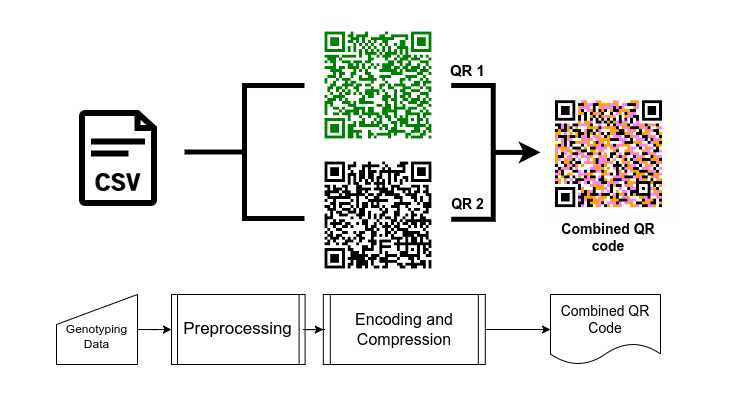 CSV
QR 1
QR 2
Combined QR
code
Genotyping
Data
Preprocessing
Encoding and
Compression
Combined QR
Code